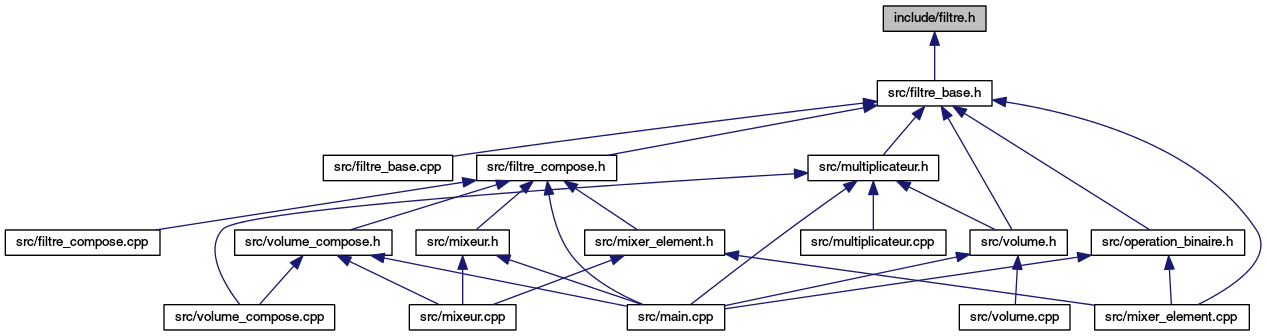 include/filtre.h
src/filtre_base.h
src/filtre_base.cpp
src/filtre_compose.h
src/multiplicateur.h
src/filtre_compose.cpp
src/volume_compose.h
src/mixeur.h
src/mixer_element.h
src/multiplicateur.cpp
src/volume.h
src/operation_binaire.h
src/volume_compose.cpp
src/mixeur.cpp
src/main.cpp
src/volume.cpp
src/mixer_element.cpp